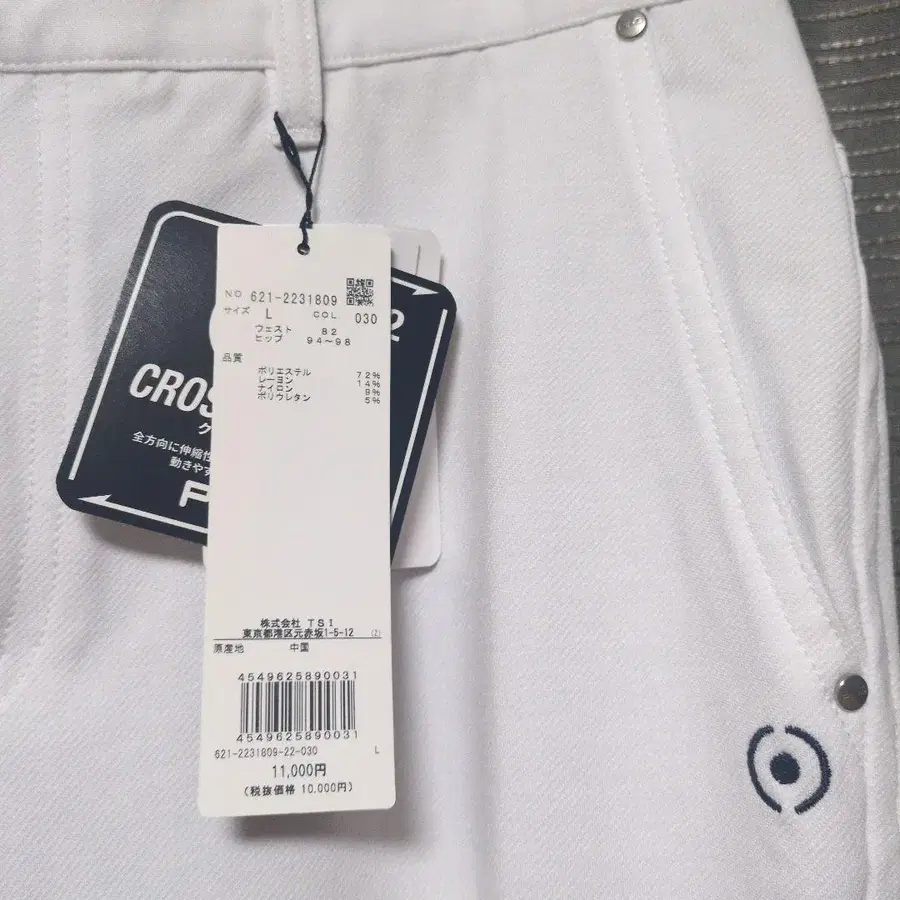 NO 621-2231809
サイズ L COL. 030
ウェスト 82
ヒップ 94~98
品質
ポリエステル 72%
レーヨン 14%
ナイロン 9%
ポリウレタン 5%
株式会社 TSI
東京都港区元赤坂1-5-12 (2)
原産地 中国
4549625890031
4549625890031
621-2231809-22-030 L
11,000円
(税抜価格 10,000円)
2
CROS
ク
全方向に伸縮性
動きやす
P